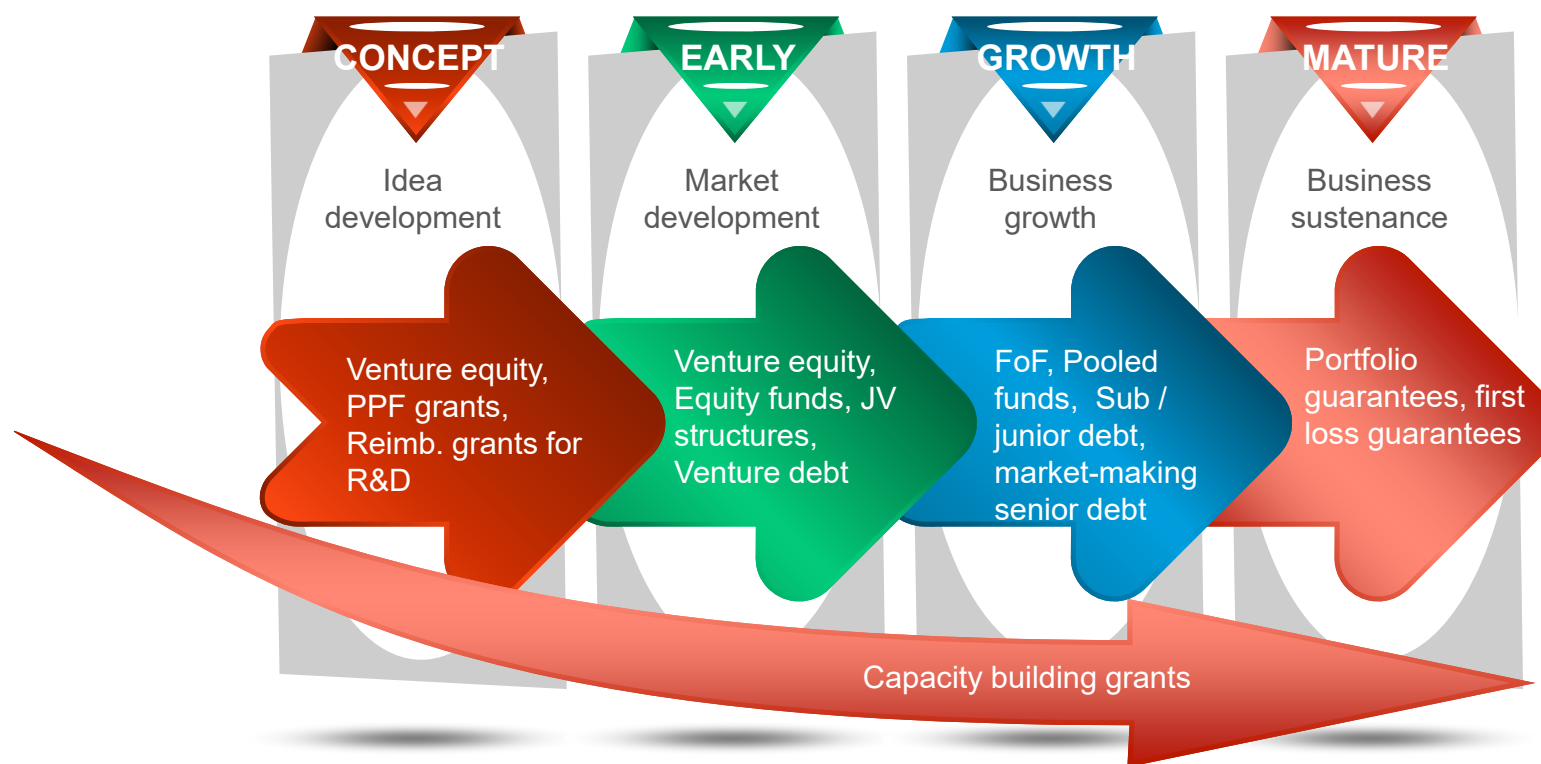 CONCEPT
Idea
development
Venture equity,
PPF grants,
Reimb. grants for
R&D
EARLY
Market
development
Venture equity,
Equity funds, JV
structures,
Venture debt
GROWTH
Business
growth
FoF, Pooled
funds,  Sub /
junior debt,
market-making
senior debt
MATURE
Business
sustenance
Portfolio
guarantees, first
loss guarantees
Capacity building grants